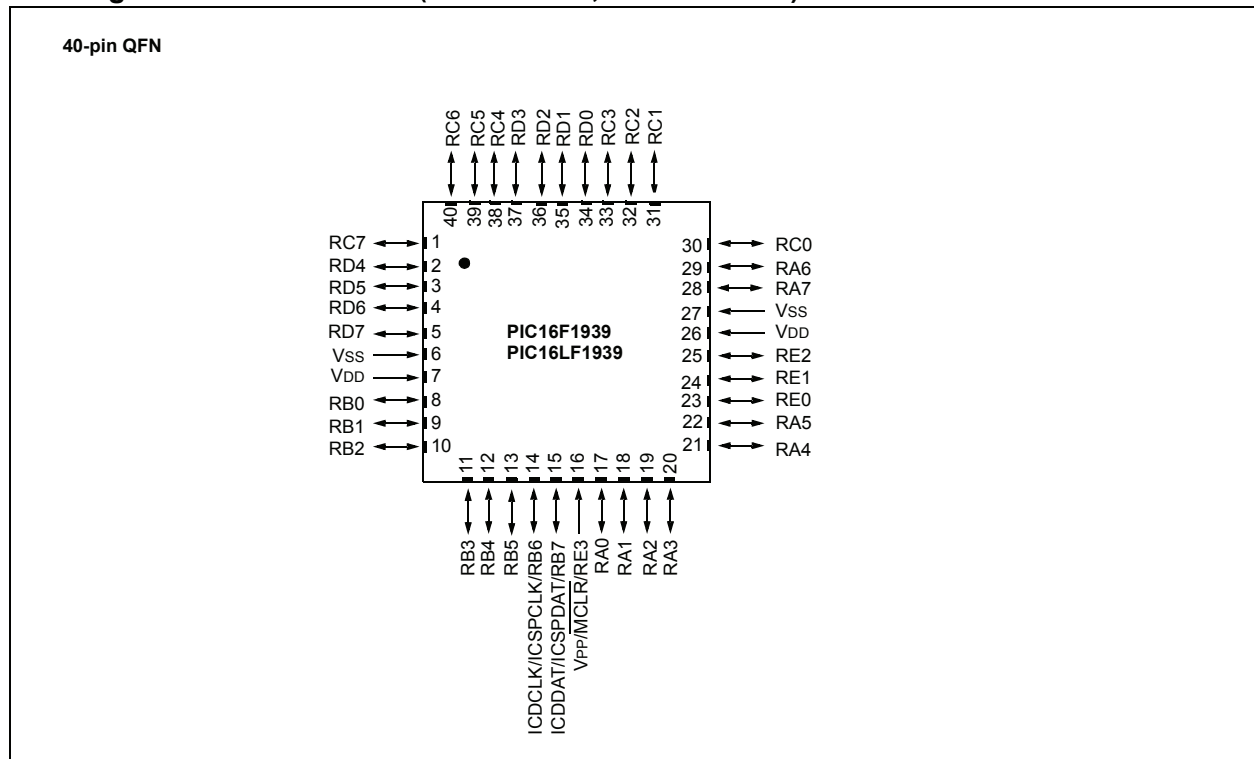 40-pin QFN
RC6
RC5
RC4
RD3
RD2
RD1
RD0
RC3
RC2
RC1
40
39
38
37
36
35
34
33
32
31
RC7 1
RD4 2
RD5 3
RD6 4
RD7 5
VSS 6
VDD 7
RB0 8
RB1 9
RB2 10
PIC16F1939
PIC16LF1939
30 RC0
29 RA6
28 RA7
27 VSS
26 VDD
25 RE2
24 RE1
23 RE0
22 RA5
21 RA4
11
12
13
14
15
16
17
18
19
20
RB3
RB4
RB5
ICDCLK/ICSPCLK/RB6
ICDDAT/ICSPDAT/RB7
VPP/MCLR/RE3
RA0
RA1
RA2
RA3